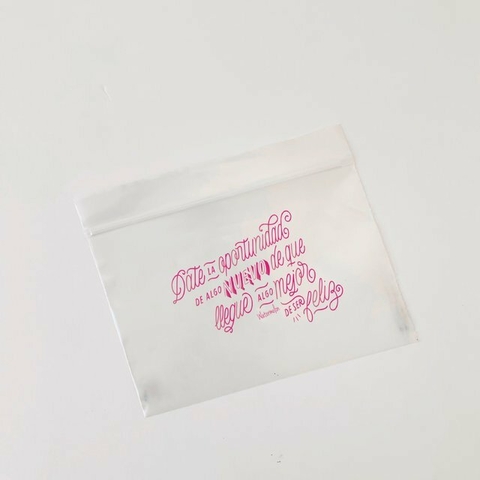 Date LA oportunidad
DE ALGO NUEVO de que
llegue ALGO mejor
DE SER feliz